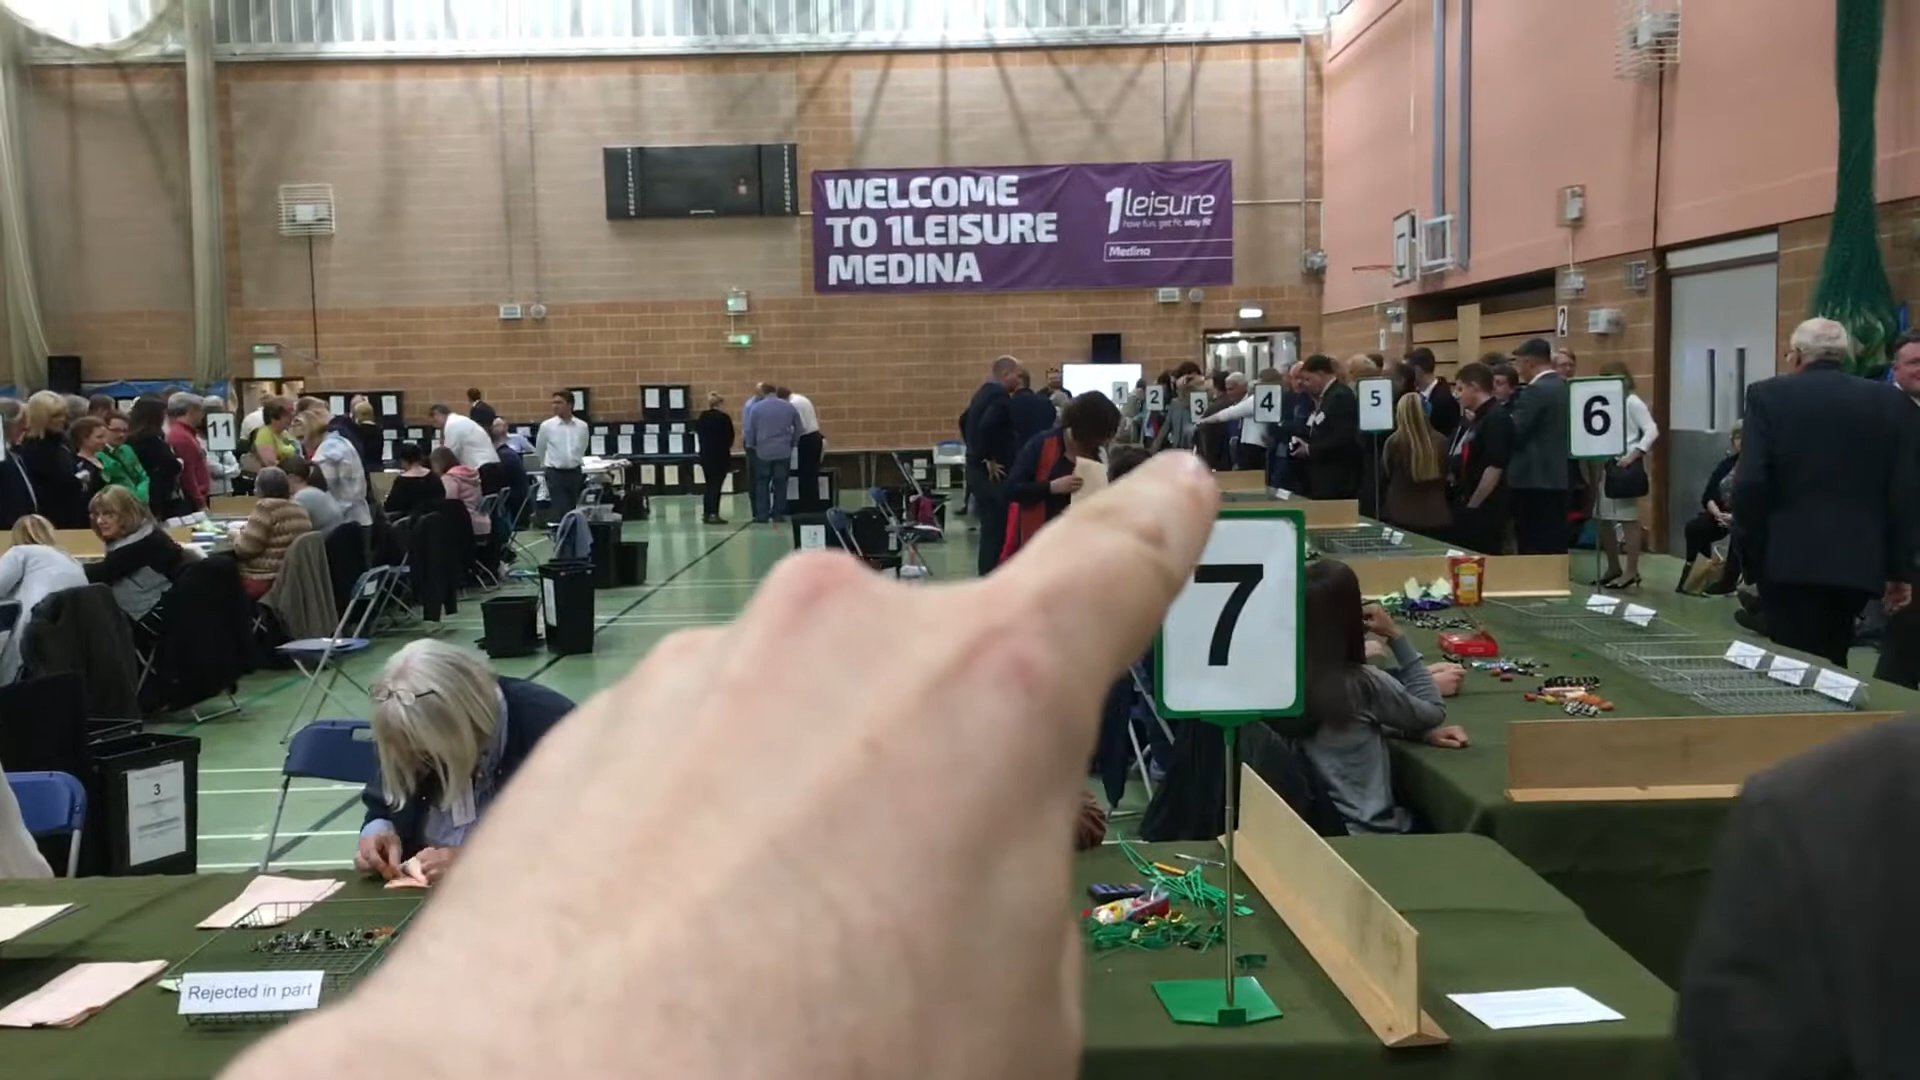 WELCOME
TO 1LEISURE
MEDINA
1leisure
have fun, get fit, stay fit
Medina
2
1
2
3
4
5
6
11
7
3
Rejected in part